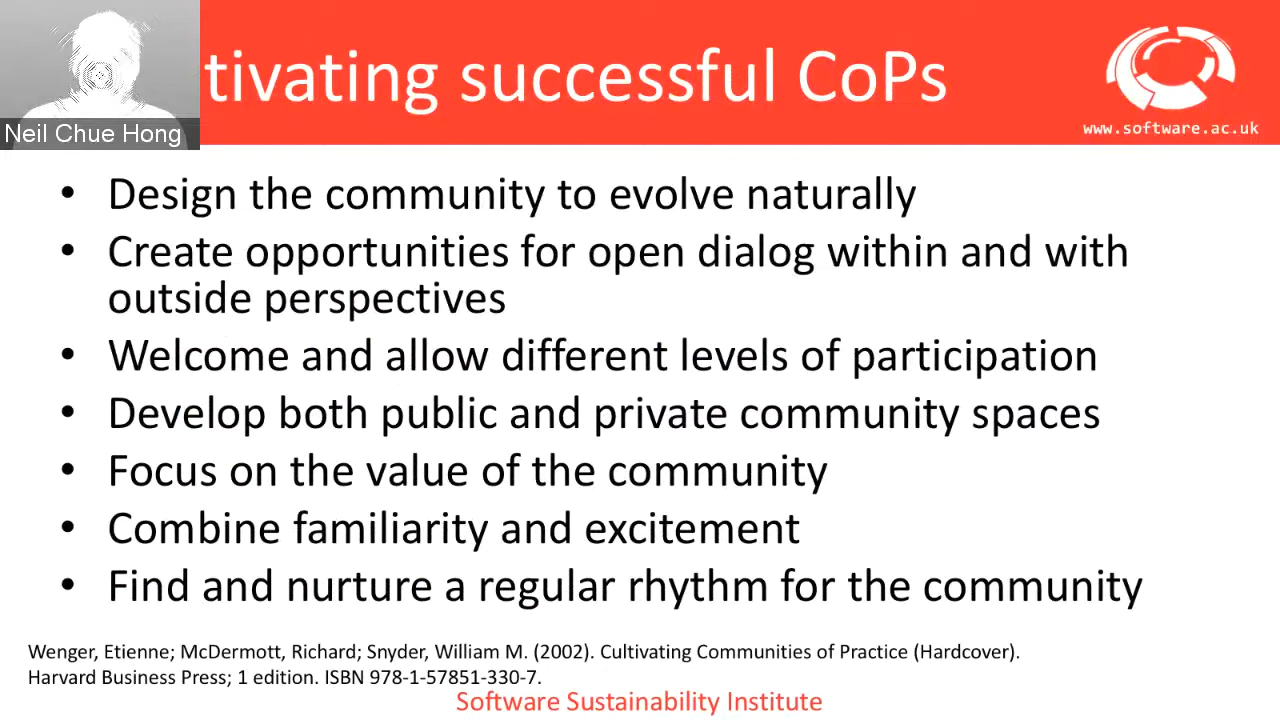 tivating successful CoPs
Neil Chue Hong
www.software.ac.uk
• Design the community to evolve naturally
• Create opportunities for open dialog within and with
outside perspectives
• Welcome and allow different levels of participation
• Develop both public and private community spaces
• Focus on the value of the community
• Combine familiarity and excitement
• Find and nurture a regular rhythm for the community
Wenger, Etienne; McDermott, Richard; Snyder, William M. (2002). Cultivating Communities of Practice (Hardcover).
Harvard Business Press; 1 edition. ISBN 978-1-57851-330-7.
Software Sustainability Institute